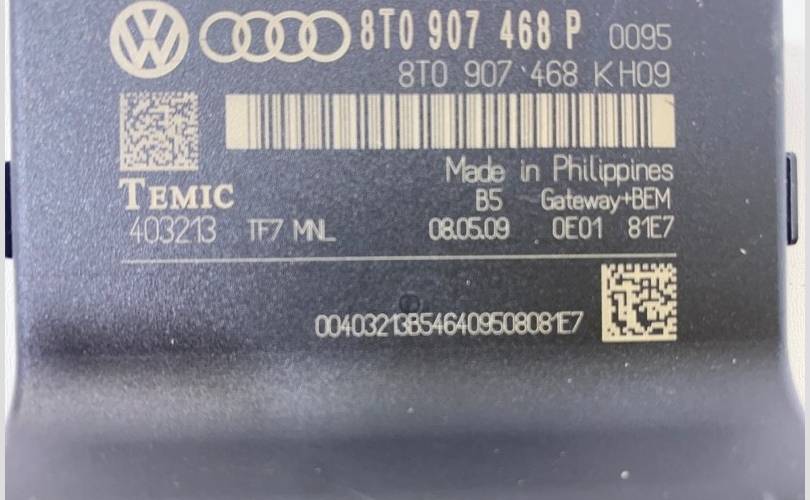 8T0 907 468 P 0095
8T0 907 468 K H09
Made in Philippines
TEMIC B5 Gateway+BEM
403213 TF7 MNL 08.05.09 0E01 81E7
00403213B546409508081E7